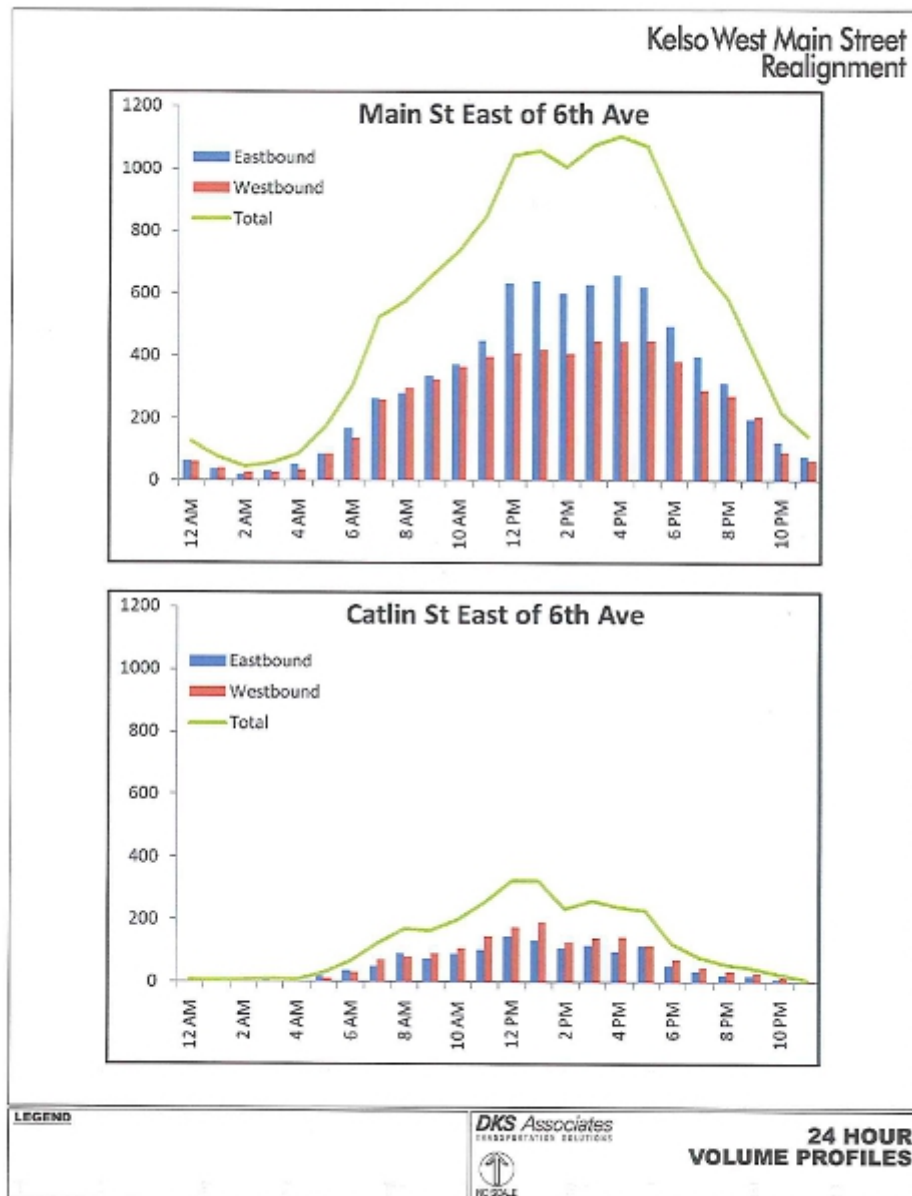 Kelso West Main Street
Realignment
Main St East of 6th Ave
1200
1000
800
600
400
200
0
Eastbound
Westbound
Total
12 AM
2 AM
4 AM
6 AM
8 AM
10 AM
12 PM
2 PM
4 PM
6 PM
8 PM
10 PM
Catlin St East of 6th Ave
1200
1000
800
600
400
200
0
Eastbound
Westbound
Total
12 AM
2 AM
4 AM
6 AM
8 AM
10 AM
12 PM
2 PM
4 PM
6 PM
8 PM
10 PM
LEGEND
DKS Associates
TRANSPORTATION SOLUTIONS
NO SCALE
24 HOUR
VOLUME PROFILES